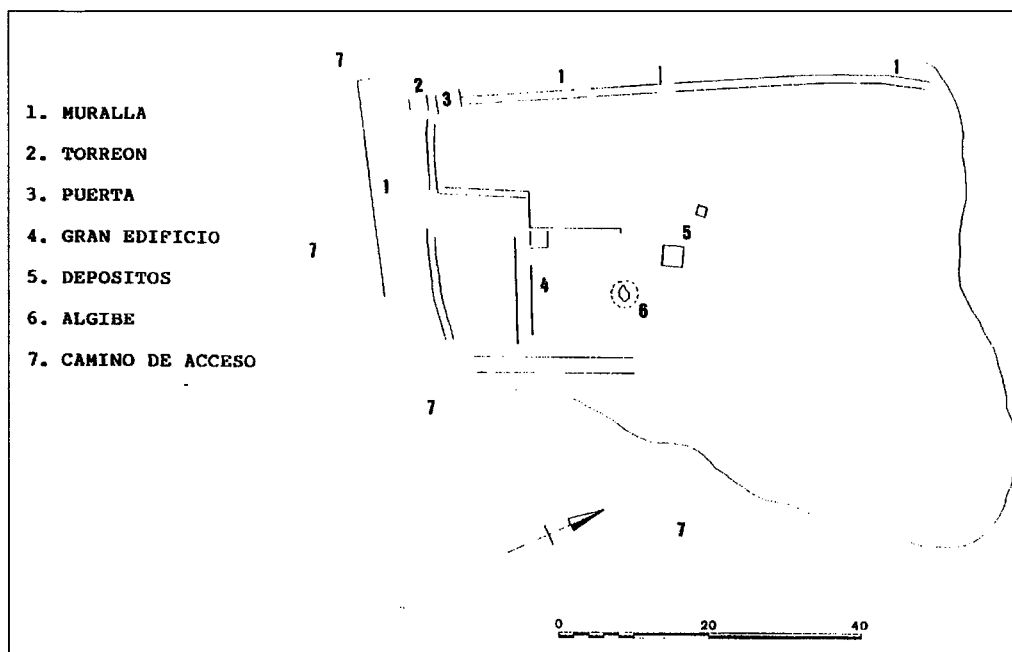 1. MURALLA
2. TORREON
3. PUERTA
4. GRAN EDIFICIO
5. DEPOSITOS
6. ALGIBE
7. CAMINO DE ACCESO
7
2
3
1
1
1
7
5
4
6
7
7
0 20 40